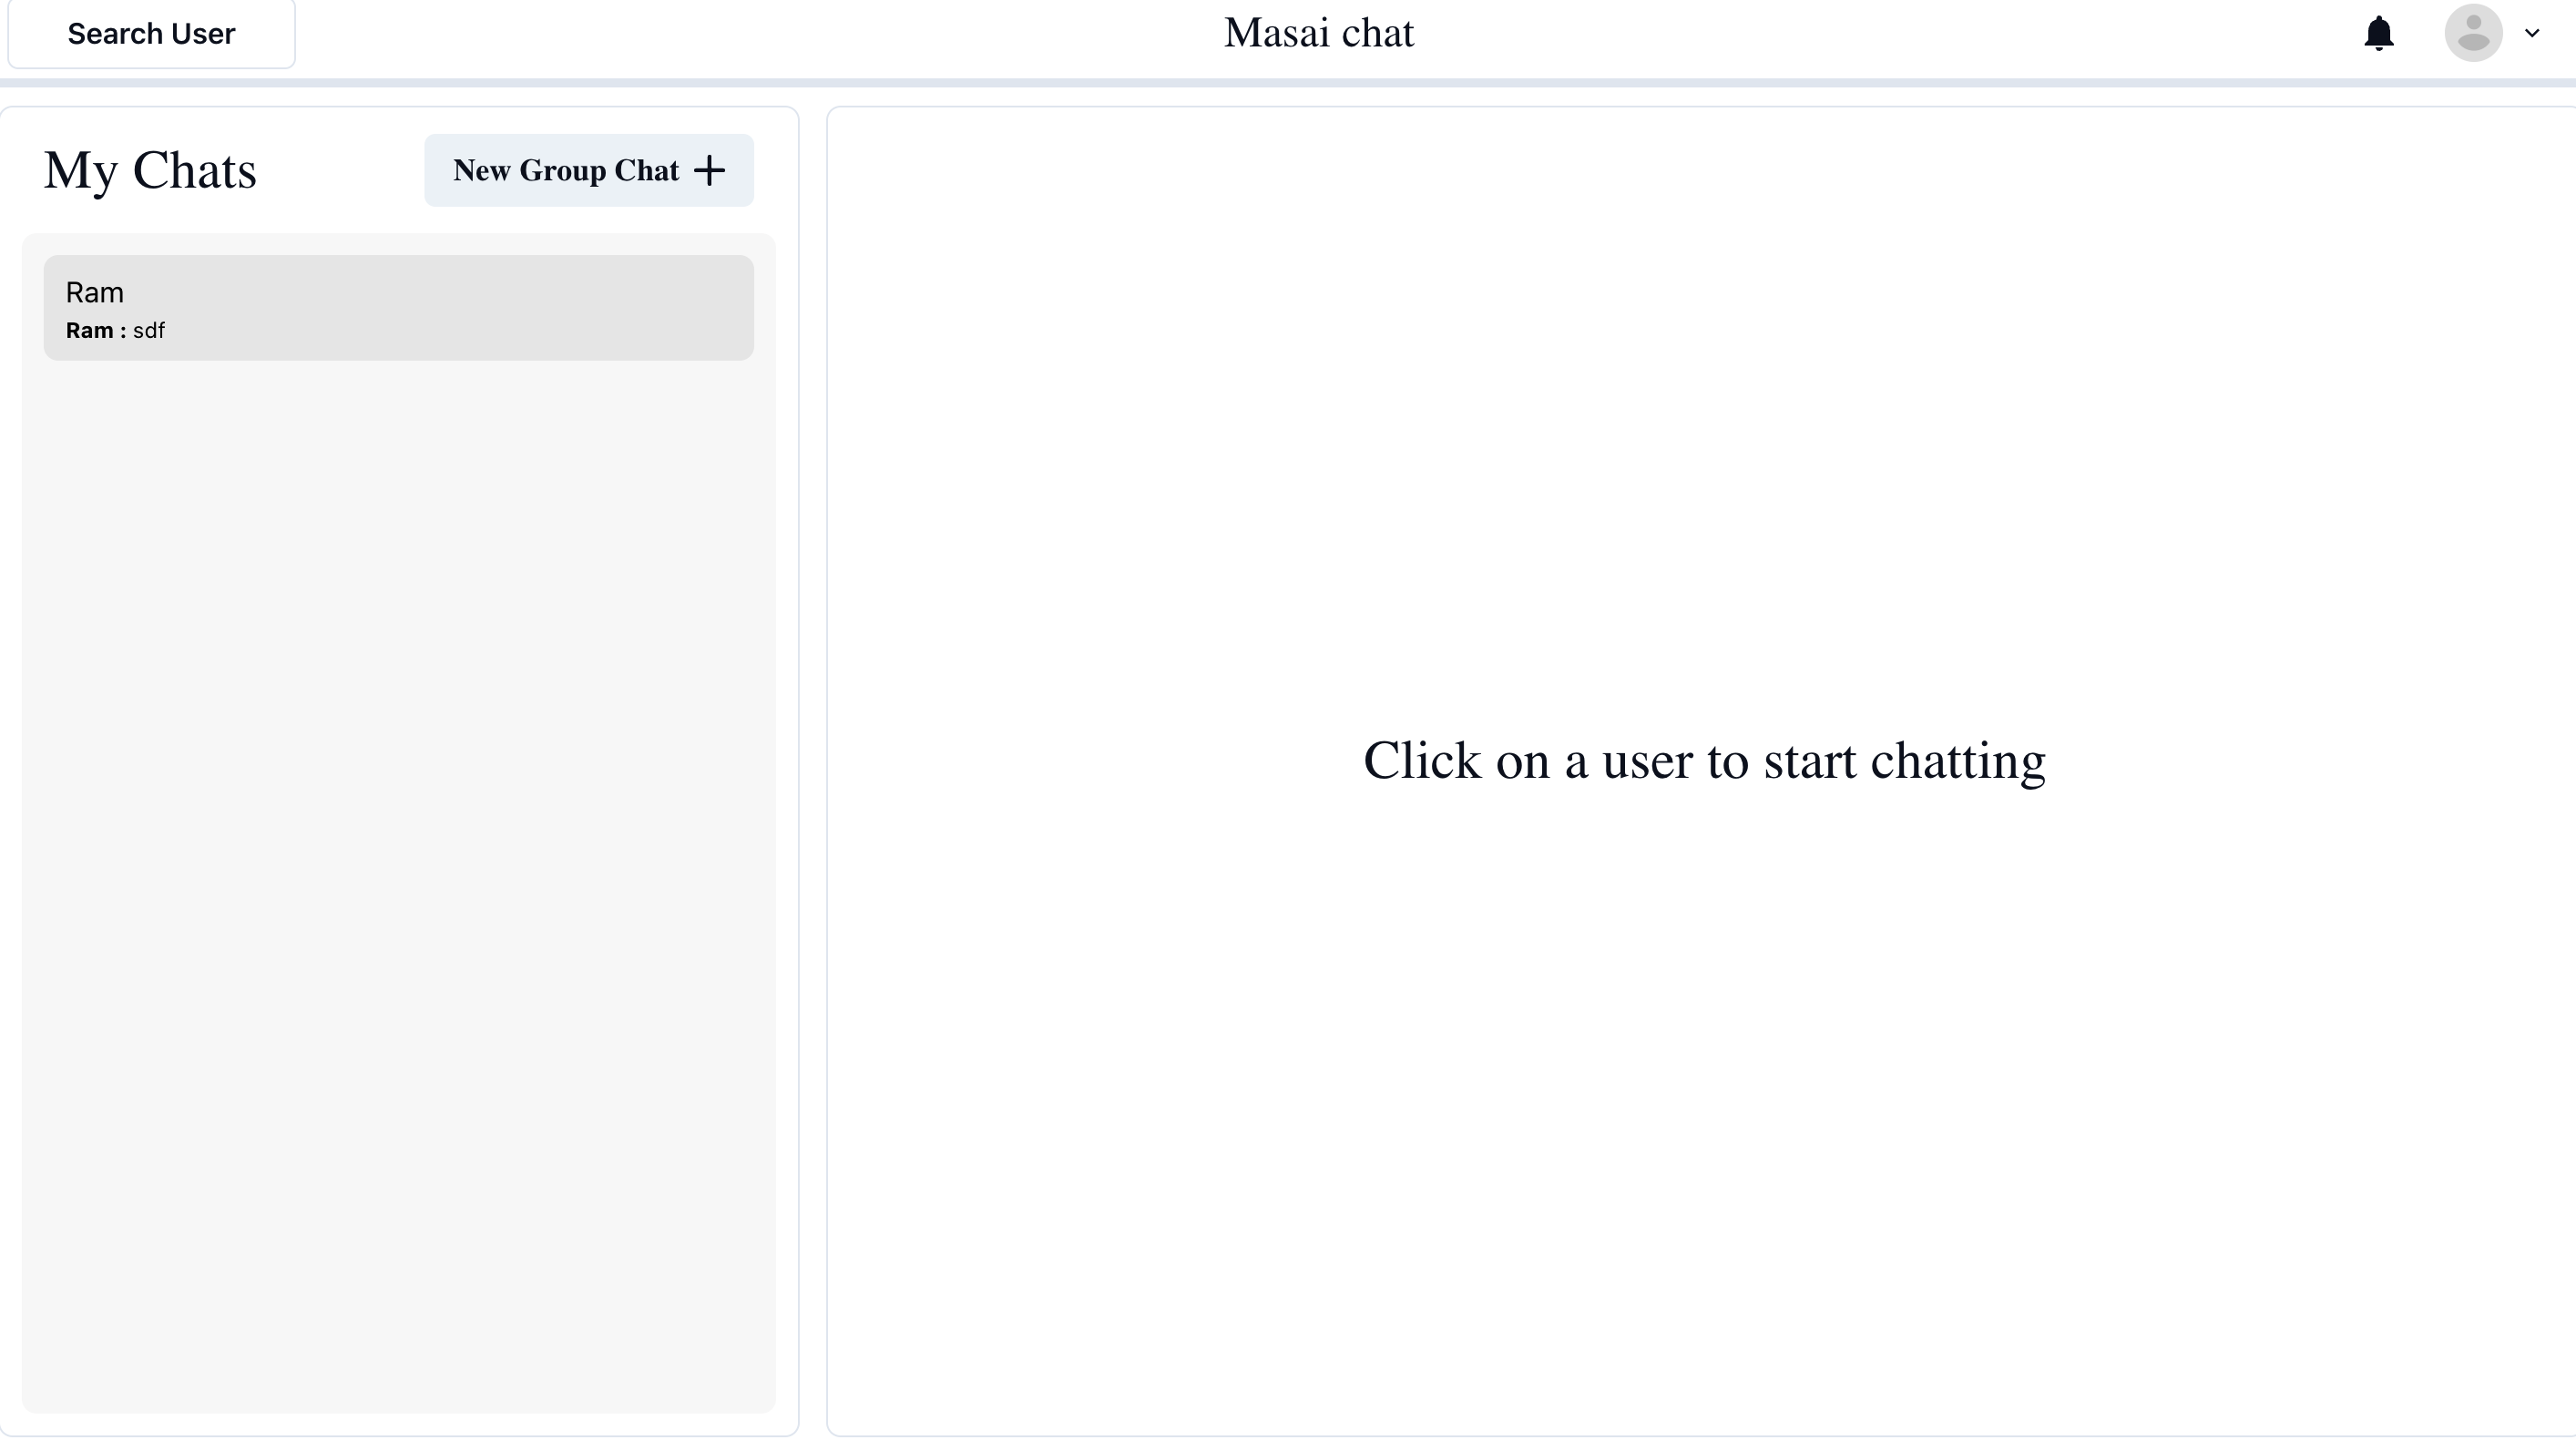 Search User
Masai chat
My Chats
New Group Chat
Ram
Ram : sdf
Click on a user to start chatting